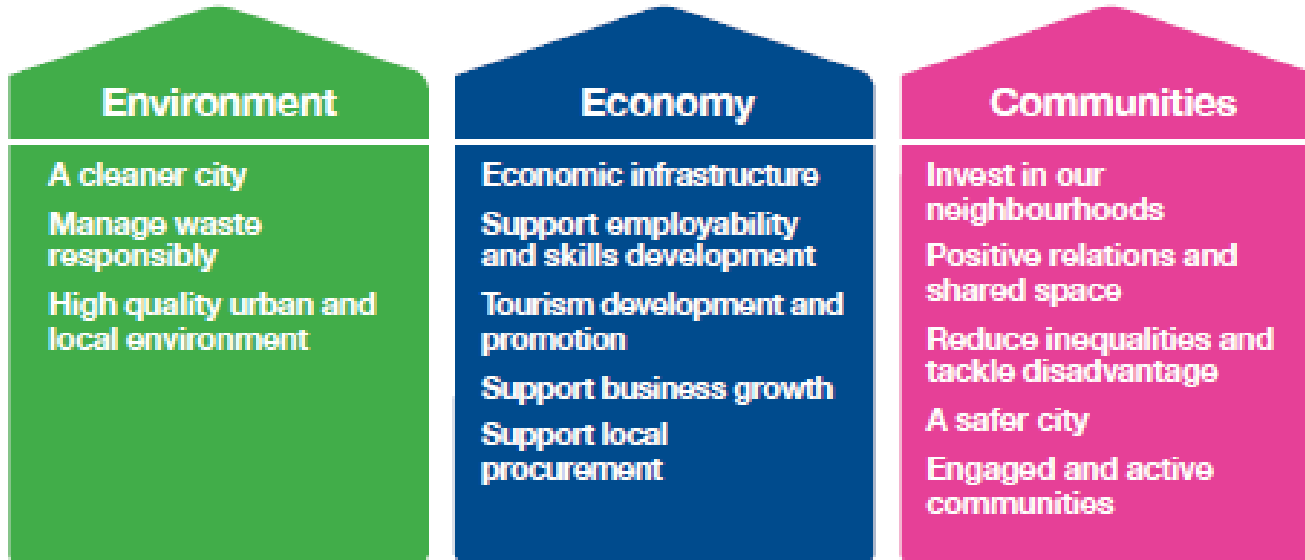 Environment
A cleaner city
Manage waste
responsibly
High quality urban and
local environment
Economy
Economic infrastructure
Support employability
and skills development
Tourism development and
promotion
Support business growth
Support local
procurement
Communities
Invest in our
neighbourhoods
Positive relations and
shared space
Reduce inequalities and
tackle disadvantage
A safer city
Engaged and active
communities